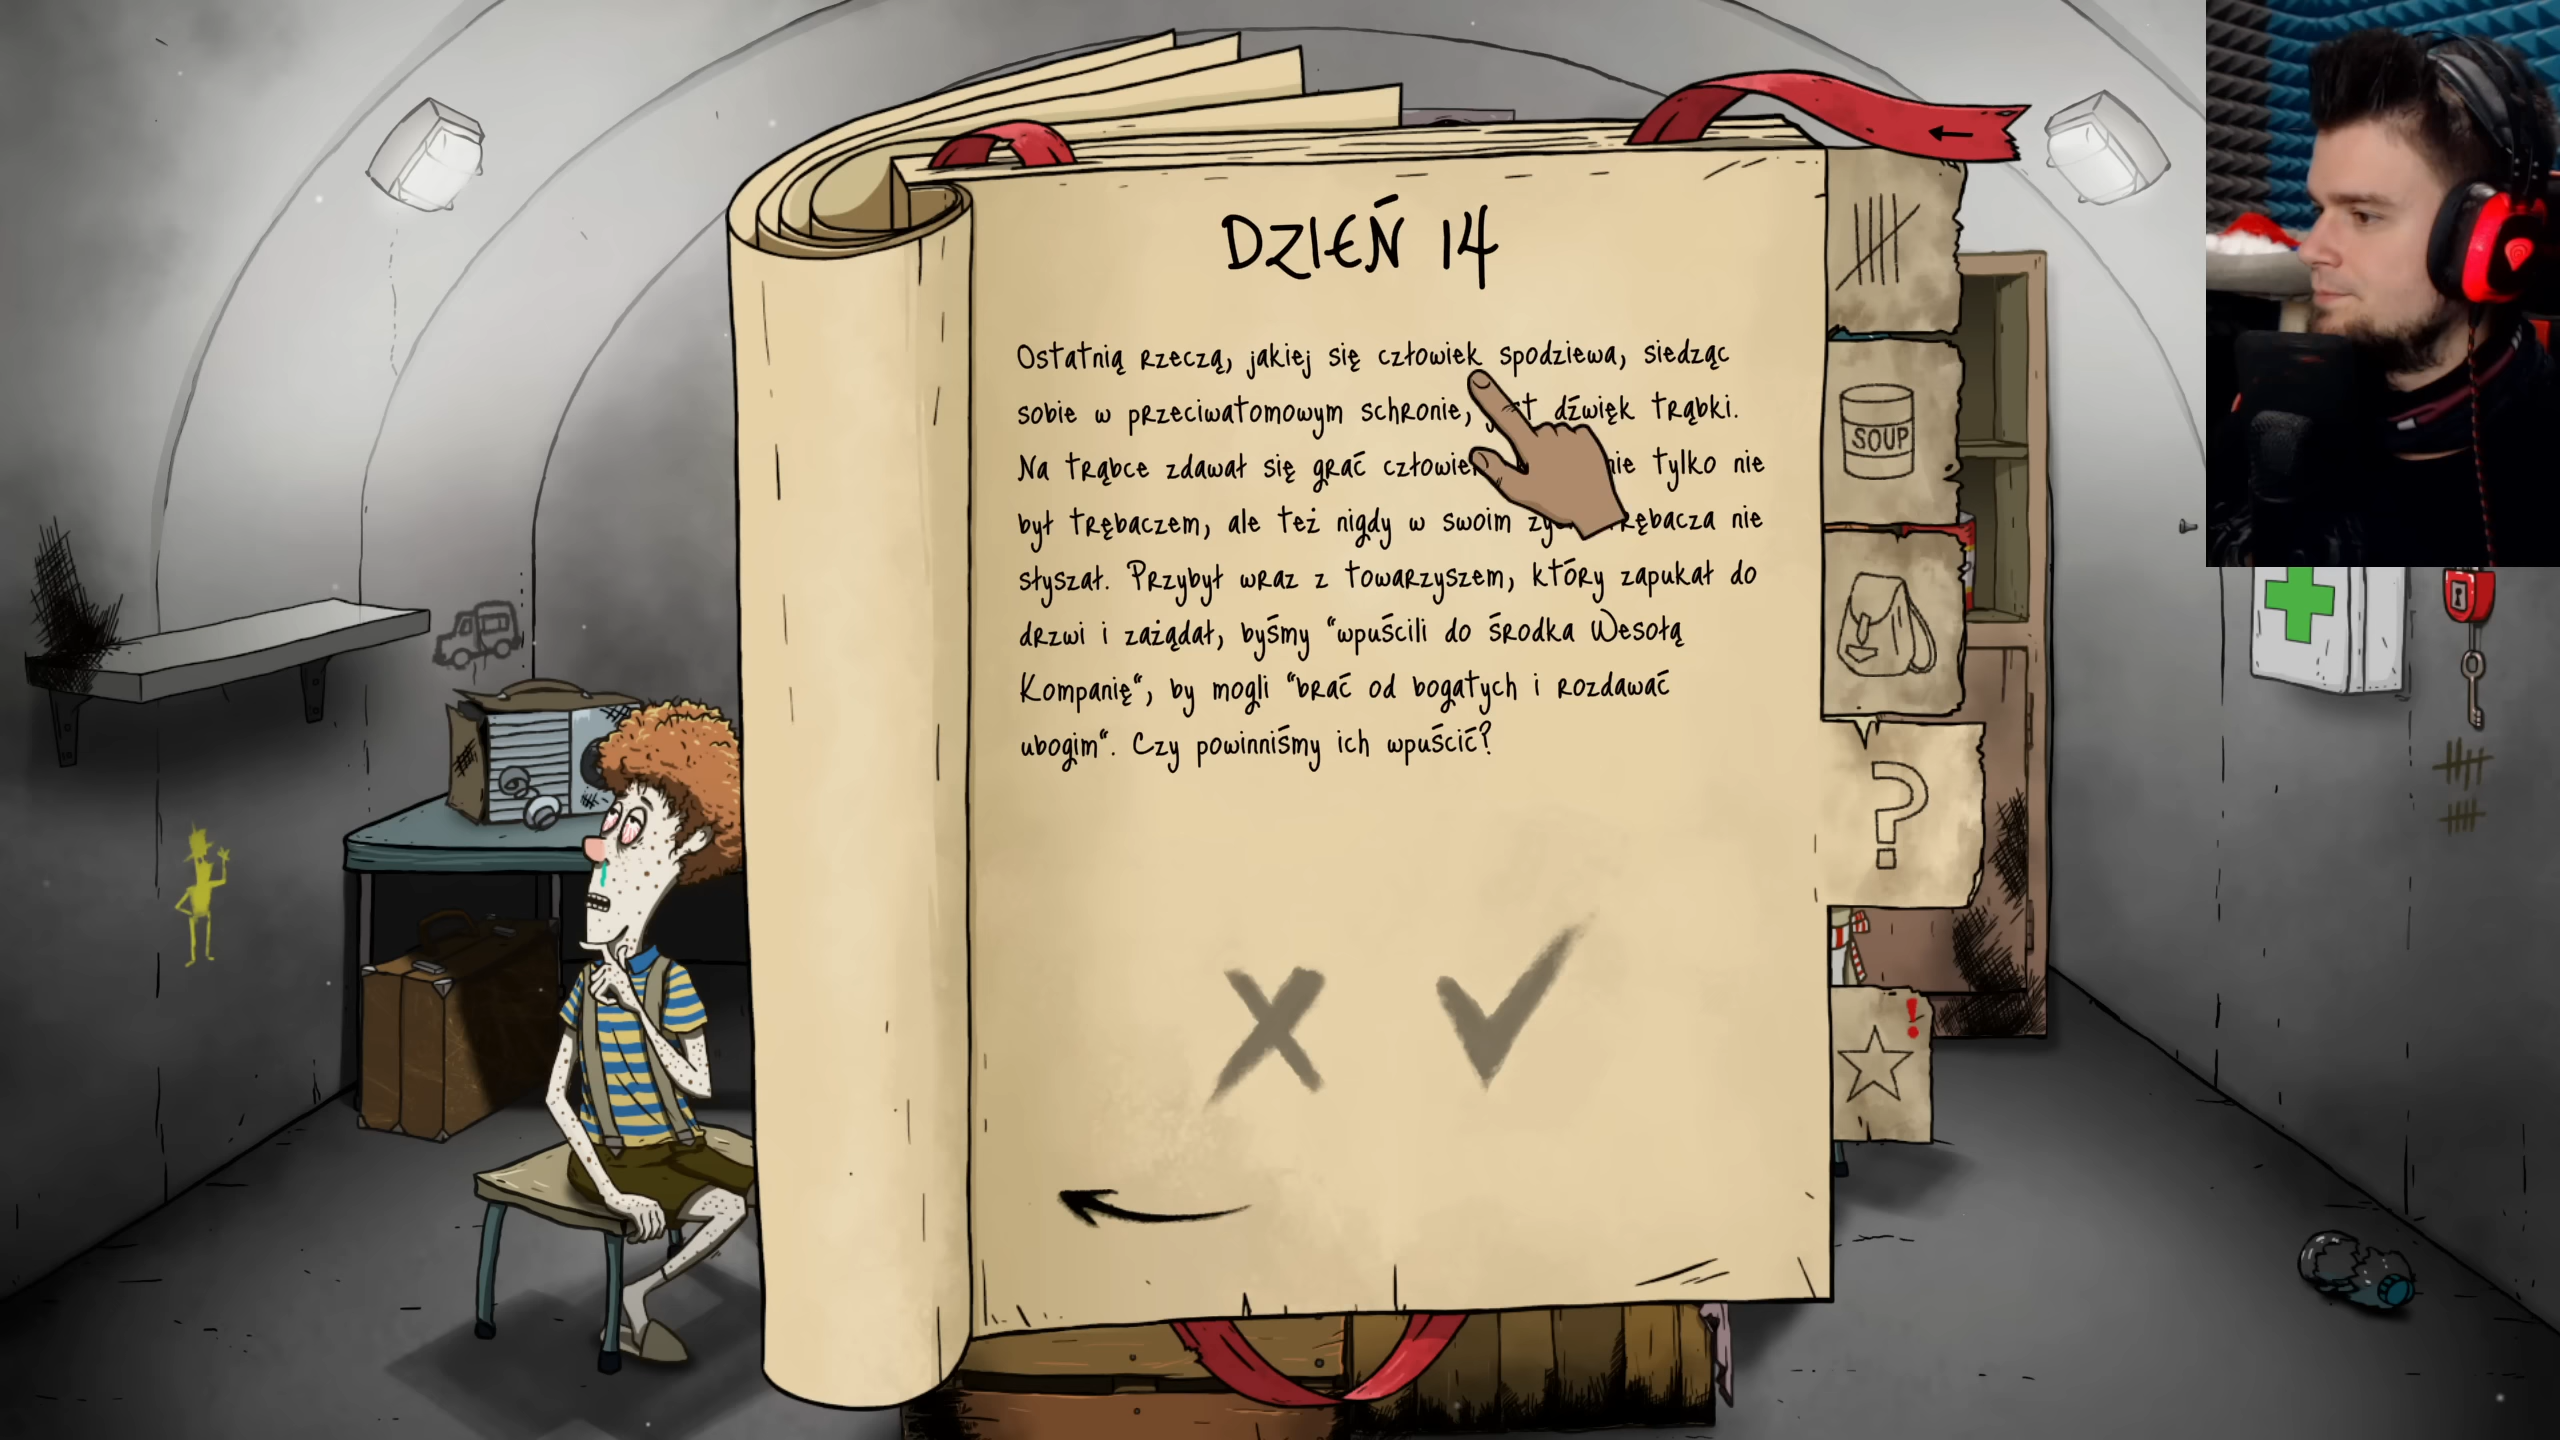 DZIEŃ 14
Ostatnią rzeczą, jakiej się człowiek spodziewa, siedząc
sobie w przeciwatomowym schronie, dźwięk trąbki.
Na trąbce zdawał się grać tylko nie
był trębaczem, ale też nigdy w swoim nie
słyszał. Przybył wraz z towarzyszem, który zapukał do
drzwi i zażądał, byśmy "wpuścili do środka Wesołą
Kompanię", by mogli "brać od bogatych i rozdawać
ubogim". Czy powinniśmy ich wpuścić?
SOUP